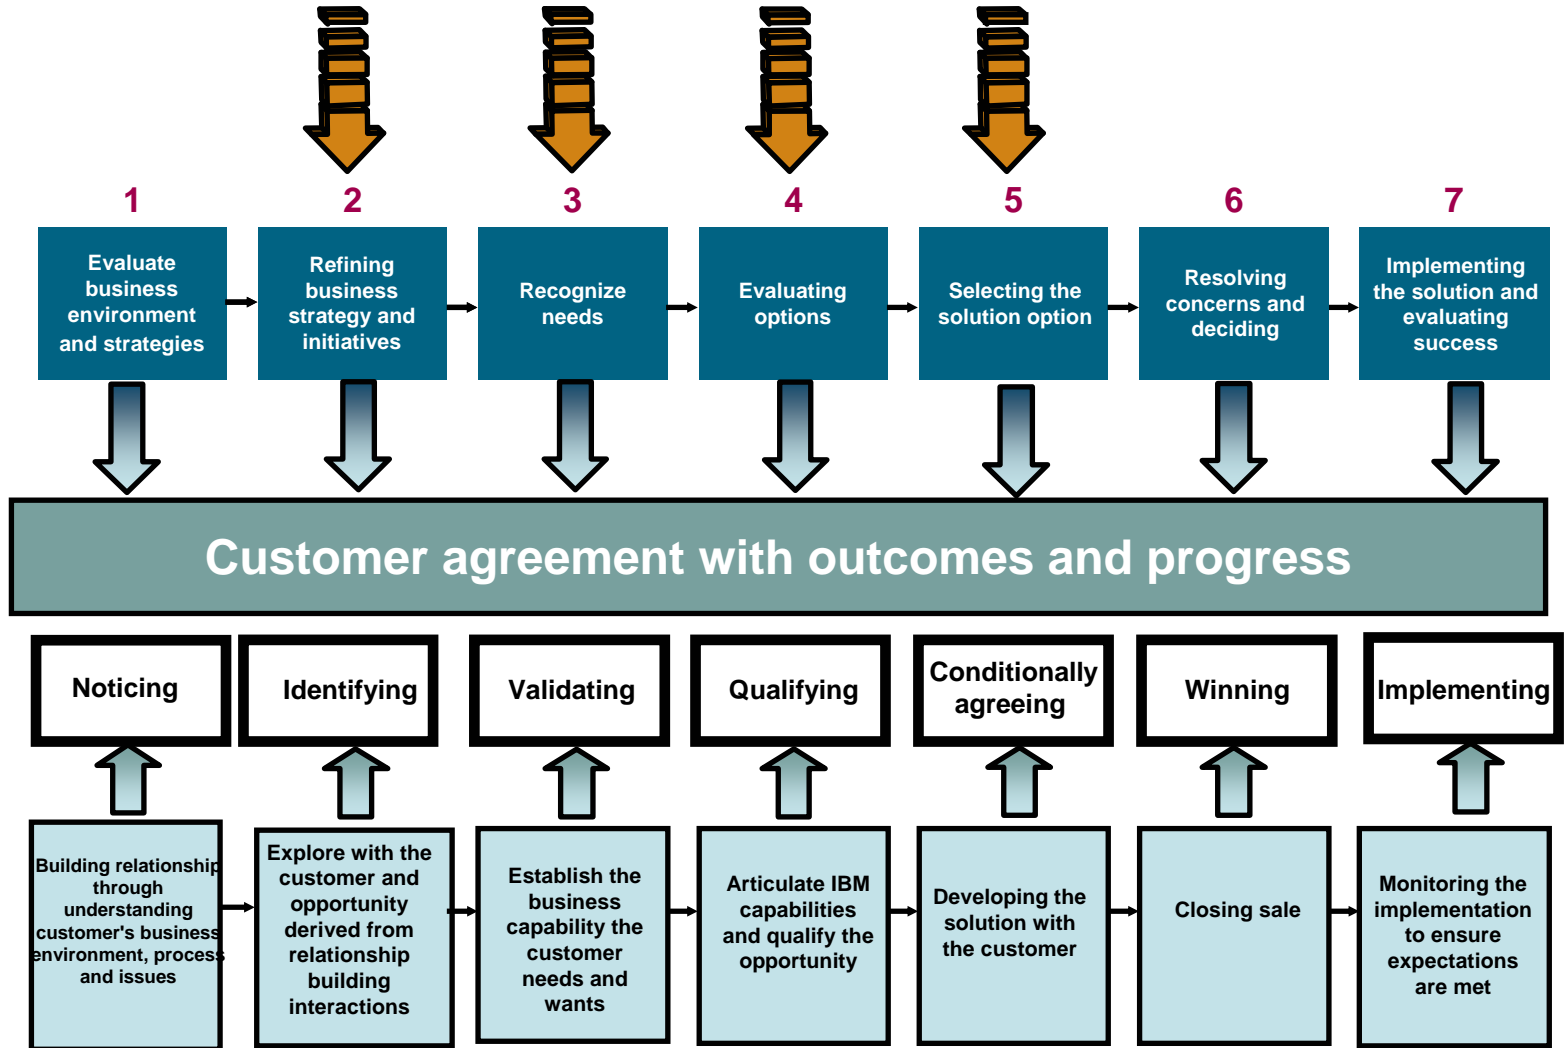 1
2
3
4
5
6
7
Evaluate
business
environment
and strategies
Refining
business
strategy and
initiatives
Recognize
needs
Evaluating
options
Selecting the
solution option
Resolving
concerns and
deciding
Implementing
the solution and
evaluating
success
Customer agreement with outcomes and progress
Noticing
Identifying
Validating
Qualifying
Conditionally
agreeing
Winning
Implementing
Building relationship
through
understanding
customer's business
environment, process
and issues
Explore with the
customer and
opportunity
derived from
relationship
building
interactions
Establish the
business
capability the
customer
needs and
wants
Articulate IBM
capabilities
and qualify the
opportunity
Developing the
solution with
the customer
Closing sale
Monitoring the
implementation
to ensure
expectations
are met